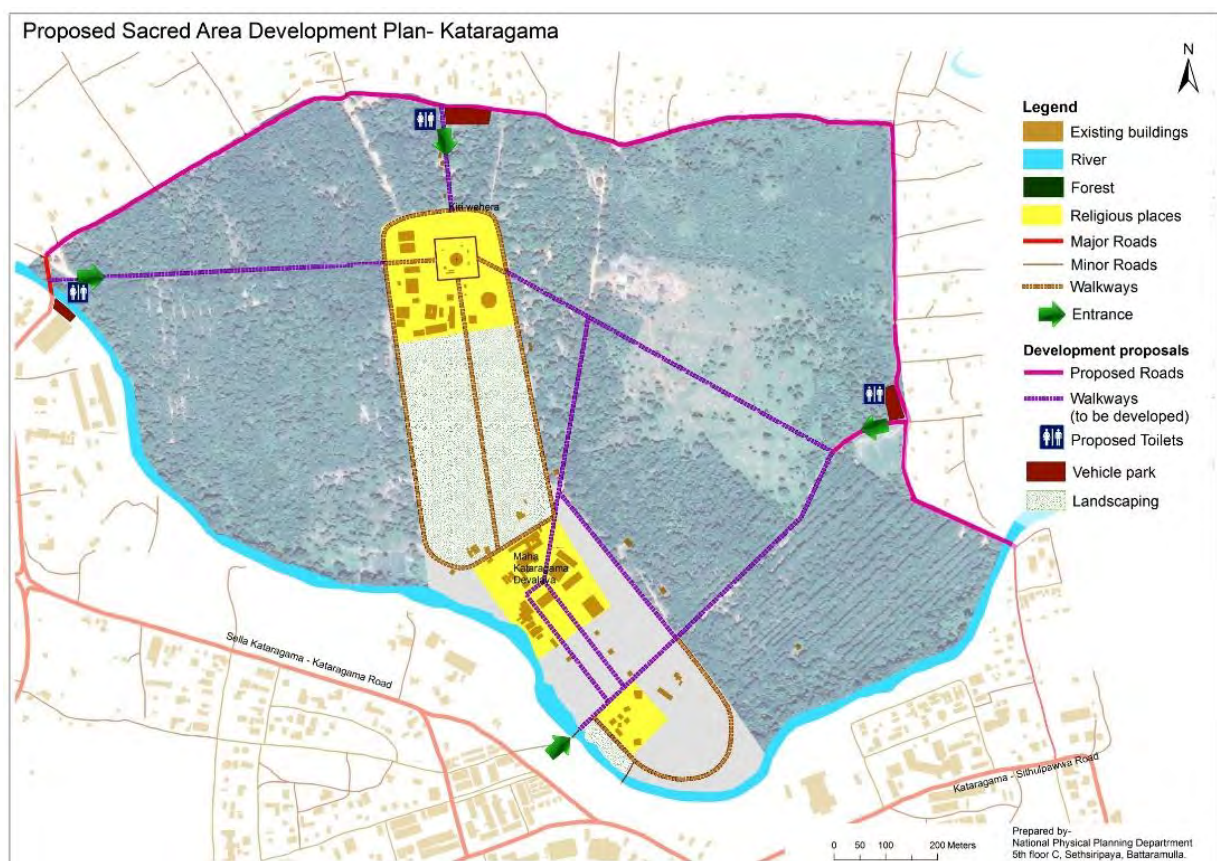 Proposed Sacred Area Development Plan- Kataragama
N
Legend
Existing buildings
River
Forest
Religious places
Major Roads
Minor Roads
Walkways
Entrance
Development proposals
Proposed Roads
Walkways
(to be developed)
Proposed Toilets
Vehicle park
Landscaping
Kiri wehera
Maha
Kataragama
Devalaya
Sella Kataragama - Kataragama Road
Kataragama - Sithulpawwa Road
0 50 100 200 Meters
Prepared by-
National Physical Planning Department
5th floor C, Sethsiripaya, Battaramulla.